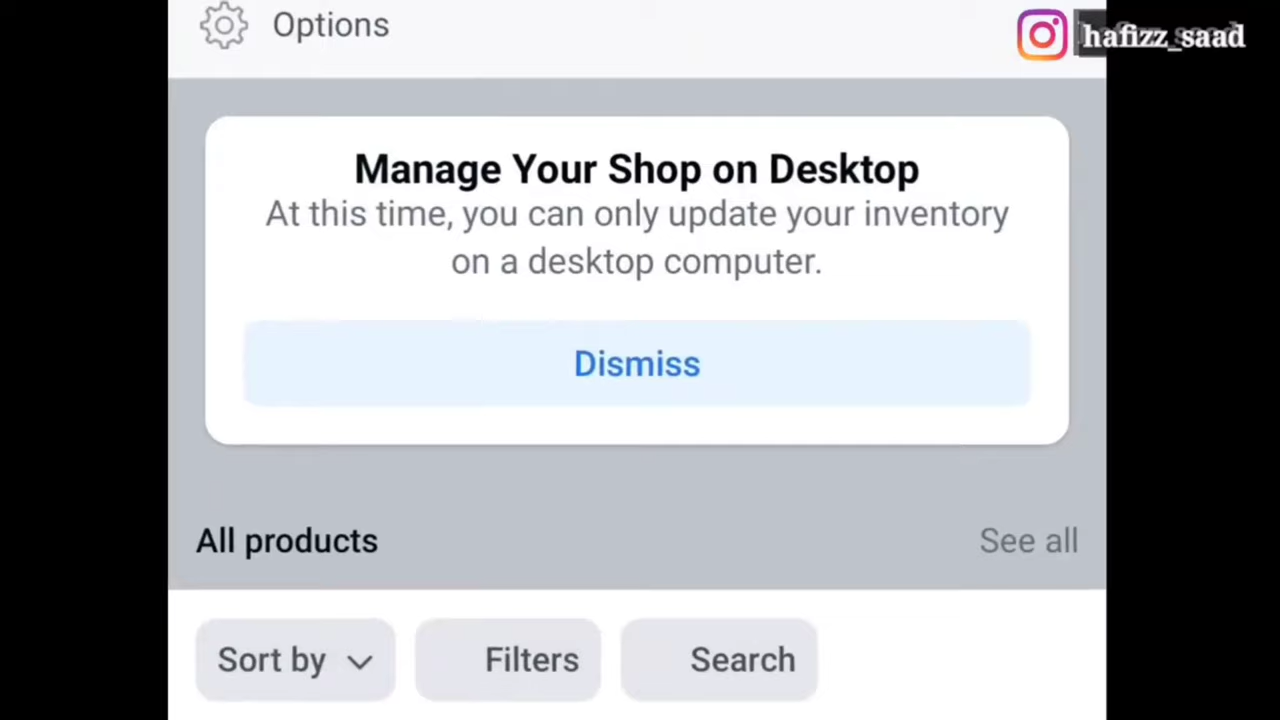 Options
hafizz_saad
Manage Your Shop on Desktop
At this time, you can only update your inventory
on a desktop computer.
Dismiss
All products
See all
Sort by
Filters
Search